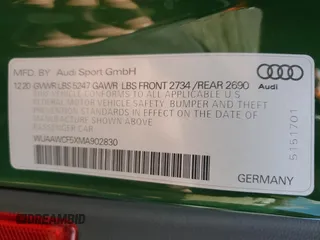 MFD. BY Audi Sport GmbH
12.20 GVWR LBS 5247 GAWR LBS FRONT 2734 /REAR 2690
THIS VEHICLE CONFORMS TO ALL APPLICABLE U.S
FEDERAL MOTOR VEHICLE SAFETY, BUMPER AND THEFT
PREVENTION STANDARDS IN EFFECT ON THE DATE OF
MANUFACTURE SHOWN ABOVE.
PASSENGER CAR
WUAAWCF5XMA902830
Audi
5151701
GERMANY
DREAMBID